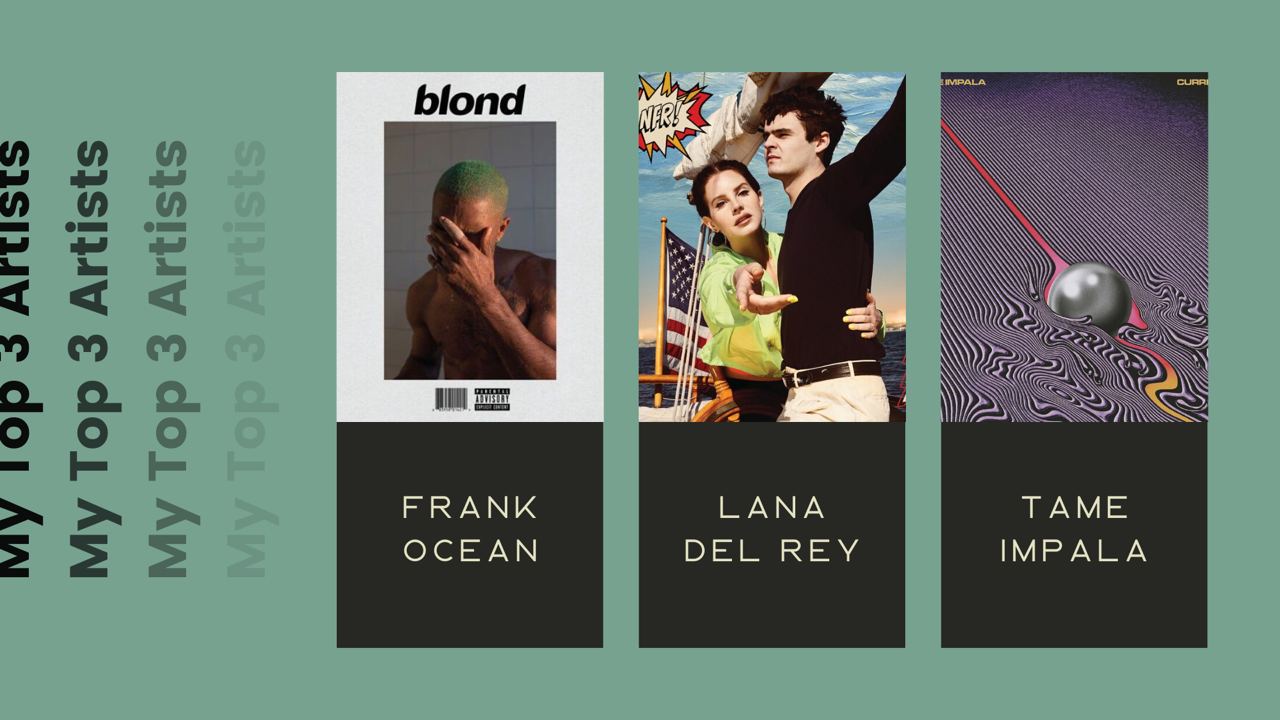 My Top 3 Artists
My Top 3 Artists
My Top 3 Artists
My Top 3 Artists
blond
PARENTAL
ADVISORY
EXPLICIT CONTENT
NFR!
E IMPALA
CURR
FRANK
OCEAN
LANA
DEL REY
TAME
IMPALA